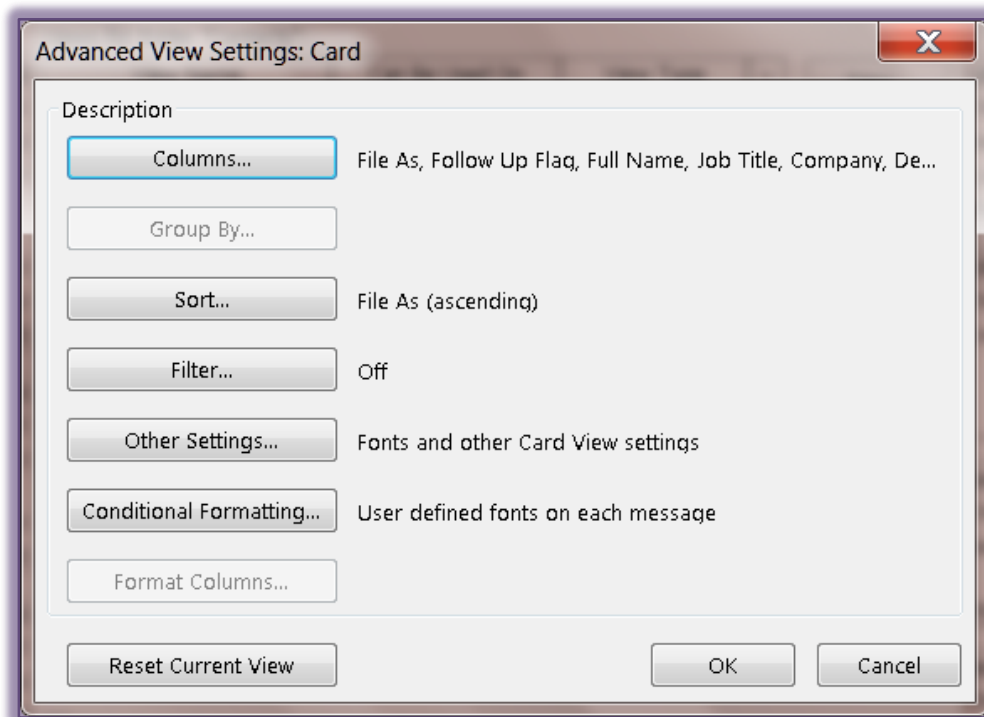 Advanced View Settings: Card
Description
Columns... File As, Follow Up Flag, Full Name, Job Title, Company, De...
Group By...
Sort... File As (ascending)
Filter... Off
Other Settings... Fonts and other Card View settings
Conditional Formatting... User defined fonts on each message
Format Columns...
Reset Current View OK Cancel